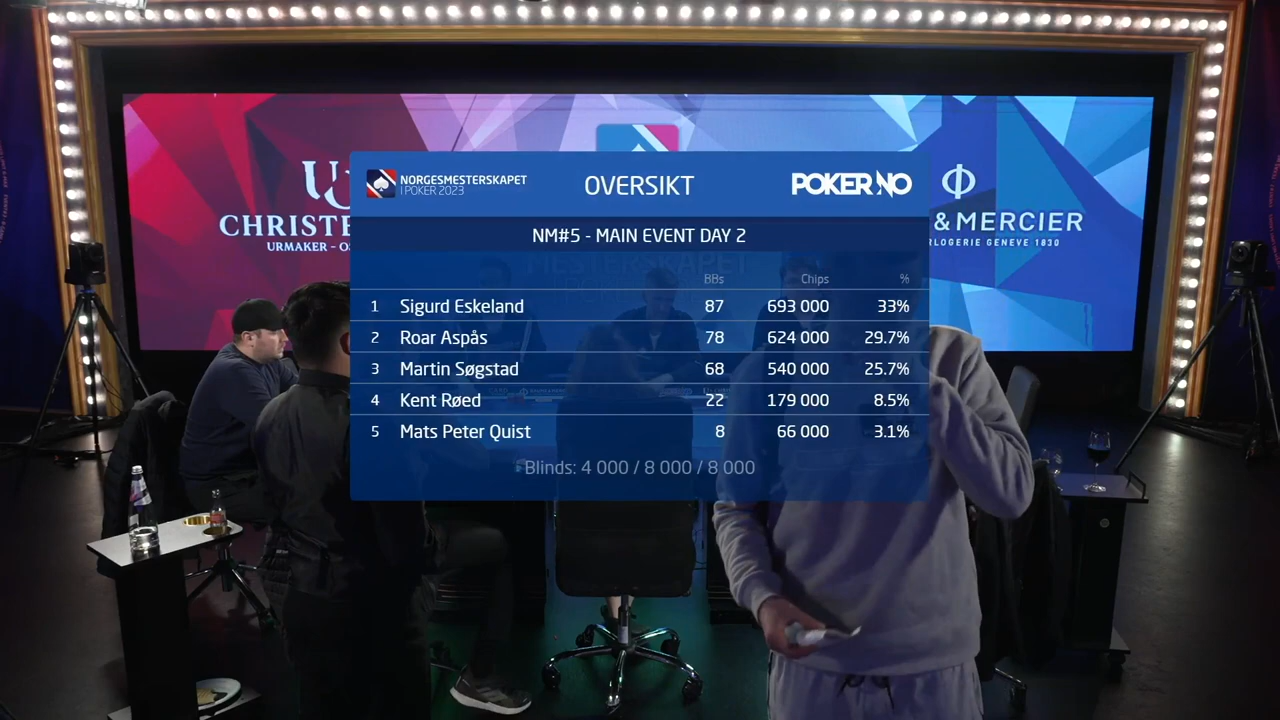 NORGESMESTERSKAPET
I POKER 2023
OVERSIKT
POKER.NO
NM#5 - MAIN EVENT DAY 2
BBs Chips %
1 Sigurd Eskeland 87 693 000 33%
2 Roar Aspås 78 624 000 29.7%
3 Martin Søgstad 68 540 000 25.7%
4 Kent Røed 22 179 000 8.5%
5 Mats Peter Quist 8 66 000 3.1%
Blinds: 4 000 / 8 000 / 8 000
CHRISTE
URMAKER - OS
& MERCIER
RLOGERIE GENEVE 1830